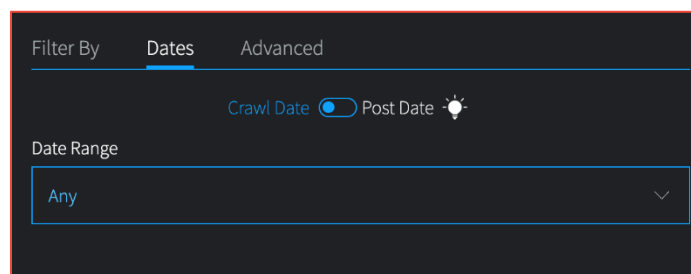 Filter By Dates Advanced
Crawl Date Post Date
Date Range
Any